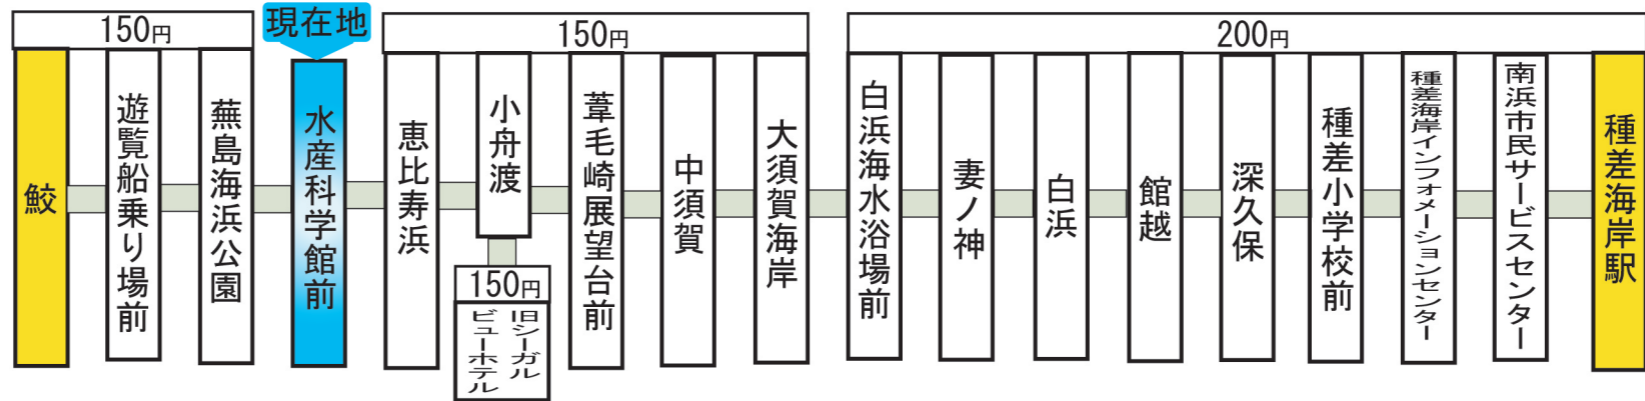 150円
現在地
150円
200円
鮫
遊覧船乗り場前
蕪島海浜公園
水産科学館前
恵比寿浜
小舟渡
150円
旧シーガル
ビューホテル
葦毛崎展望台前
中須賀
大須賀海岸
白浜海水浴場前
妻ノ神
白浜
館越
深久保
種差小学校前
種差海岸インフォメーションセンター
南浜市民サービスセンター
種差海岸駅